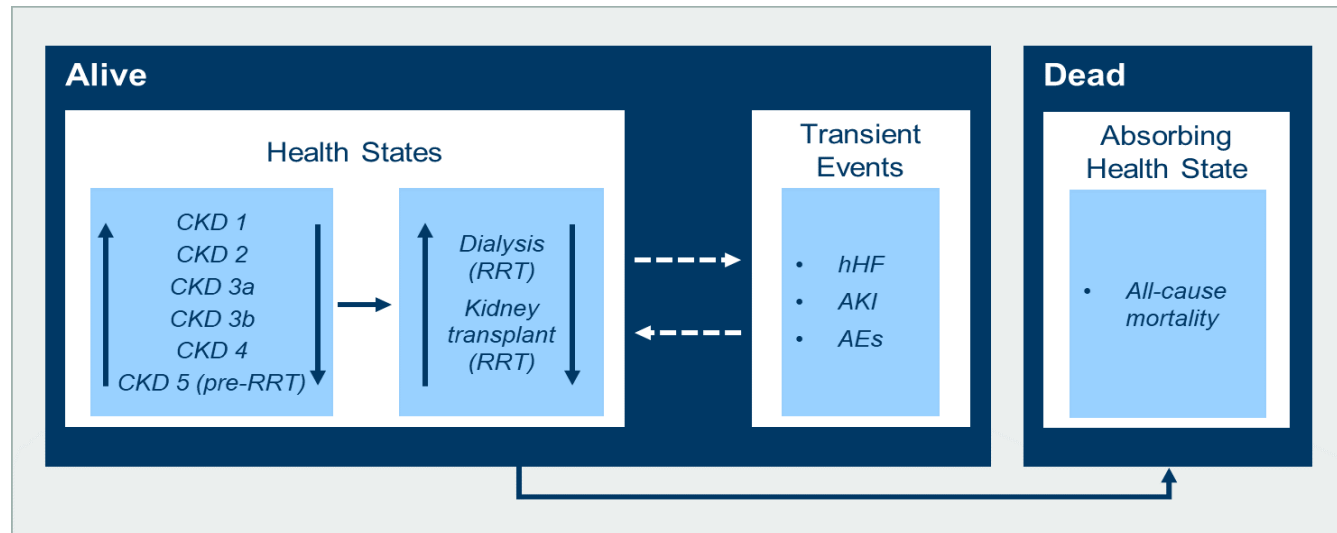 Alive
Health States
CKD 1
CKD 2
CKD 3a
CKD 3b
CKD 4
CKD 5 (pre-RRT)
Dialysis
(RRT)
Kidney
transplant
(RRT)
Transient
Events
• hHF
• AKI
• AEs
Dead
Absorbing
Health State
• All-cause
mortality